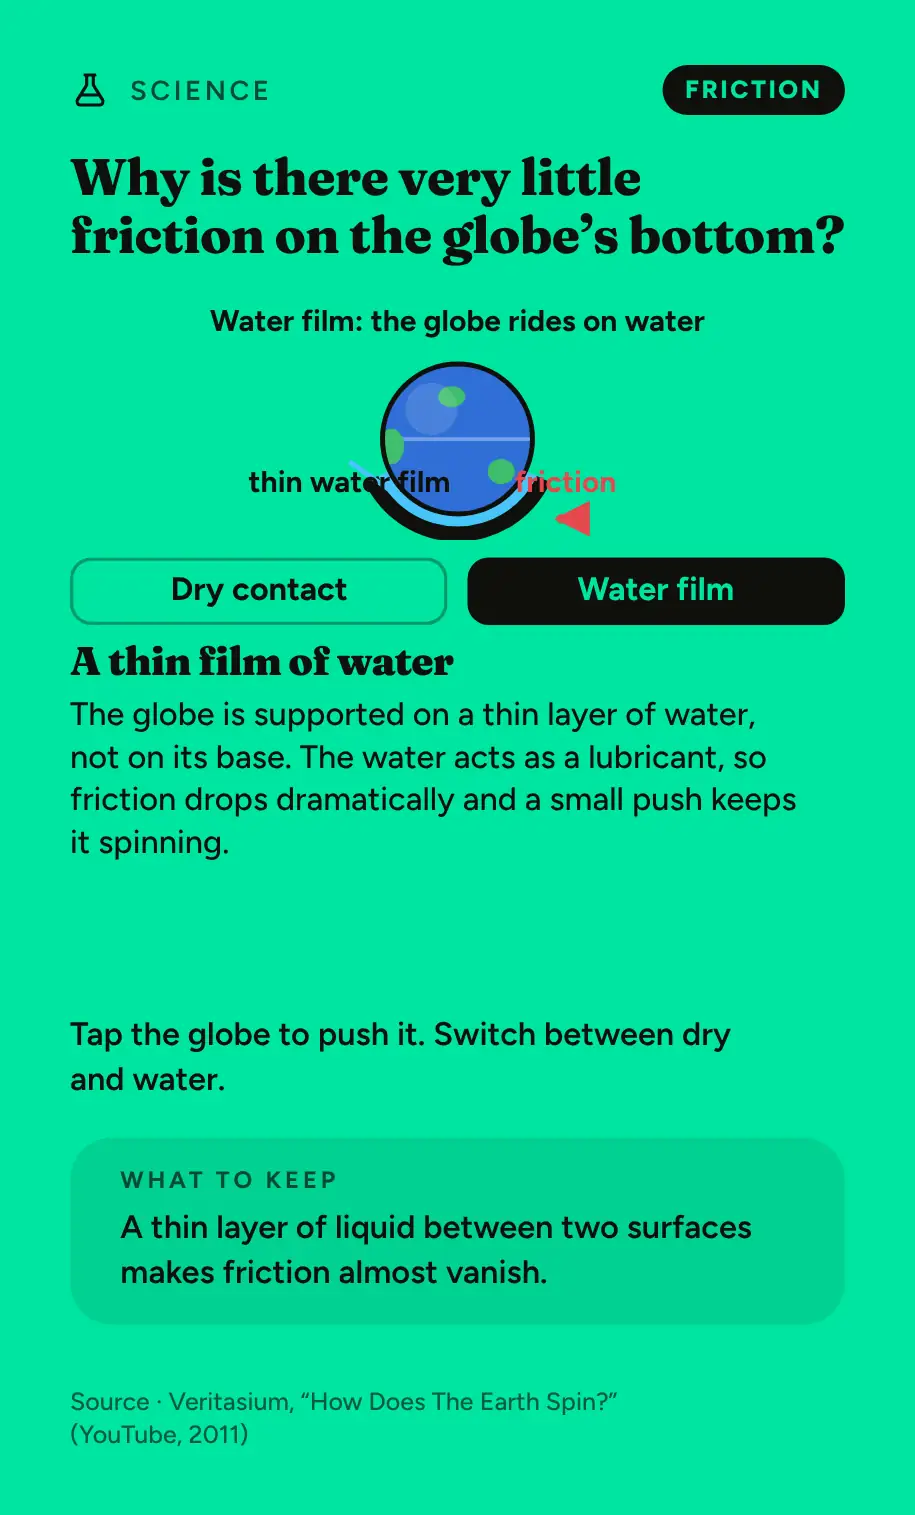 SCIENCE
FRICTION
Why is there very little
friction on the globe’s bottom?
Water film: the globe rides on water
thin water film
friction
Dry contact
Water film
A thin film of water
The globe is supported on a thin layer of water,
not on its base. The water acts as a lubricant, so
friction drops dramatically and a small push keeps
it spinning.
Tap the globe to push it. Switch between dry
and water.
WHAT TO KEEP
A thin layer of liquid between two surfaces
makes friction almost vanish.
Source · Veritasium, “How Does The Earth Spin?”
(YouTube, 2011)